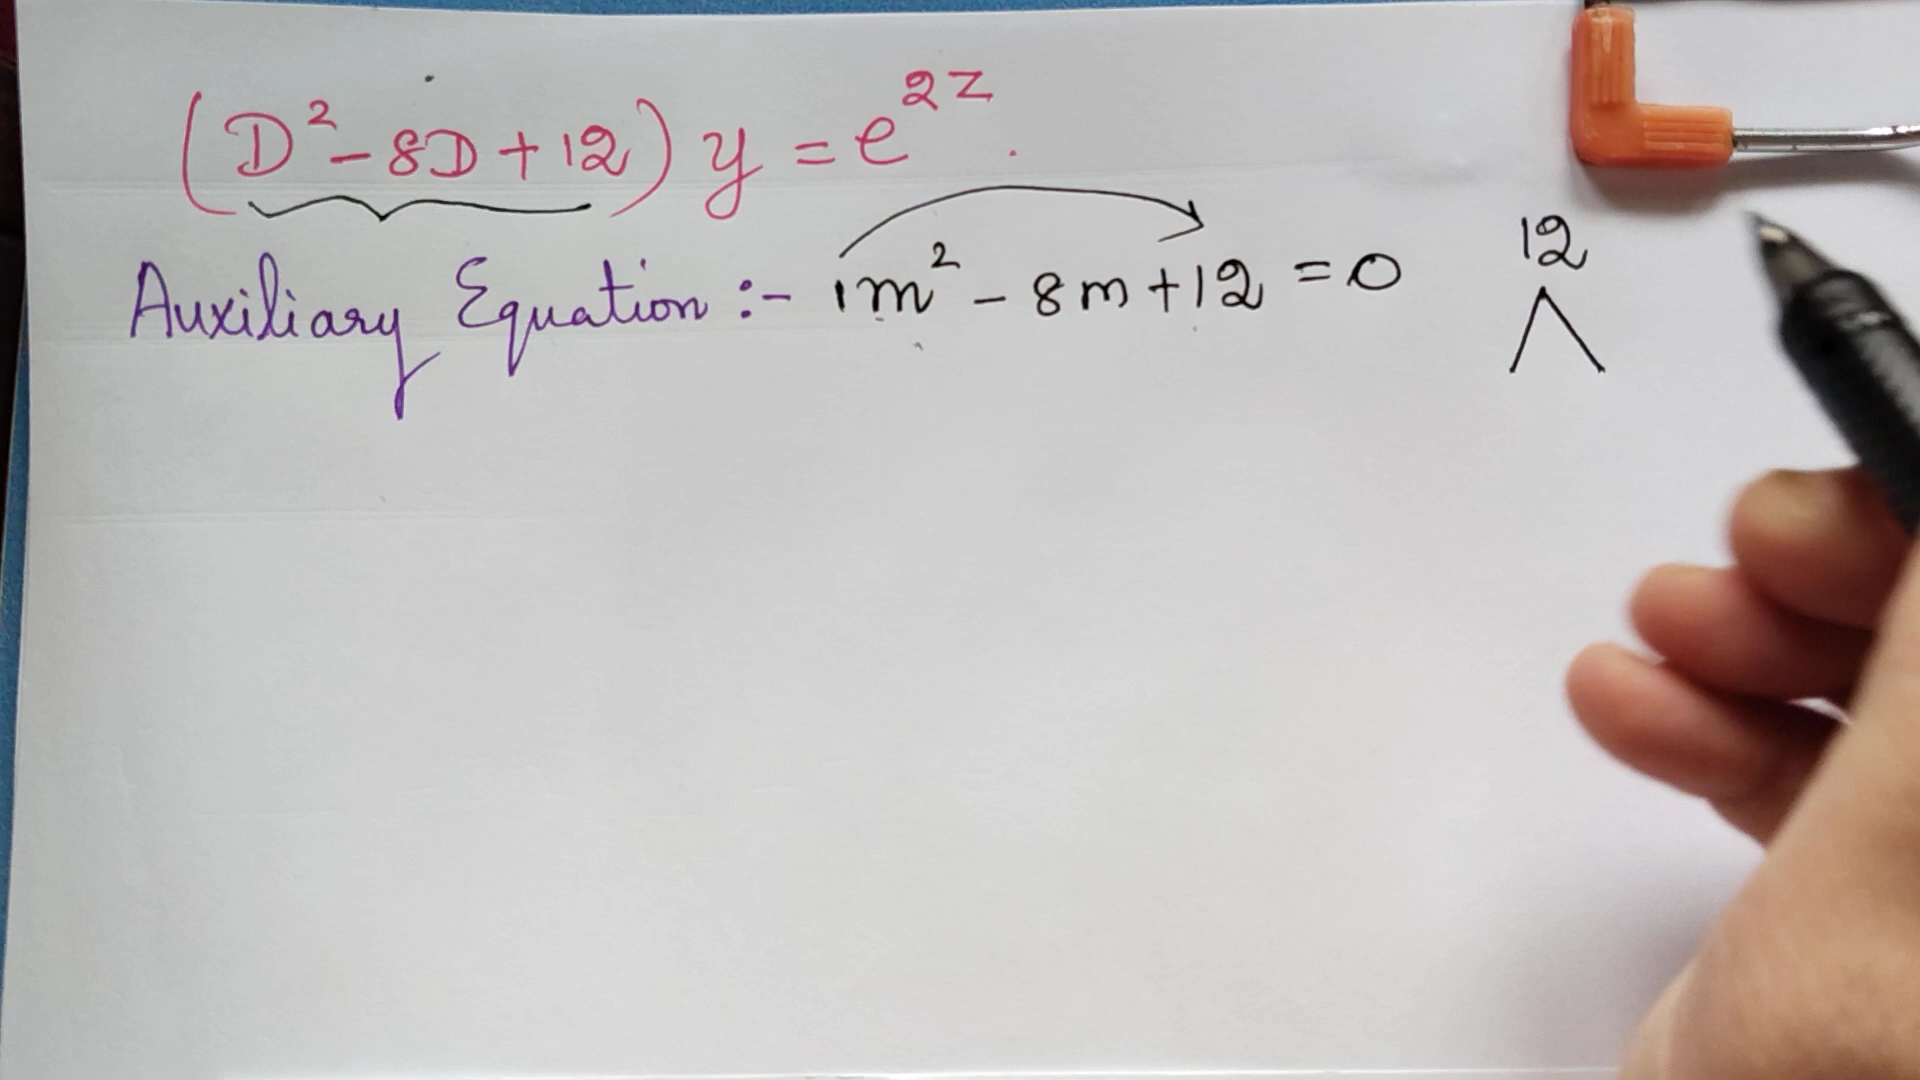 (D²-8D+12) y = e^{2z}.
Auxiliary Equation :- 1m² - 8m + 12 = 0
12